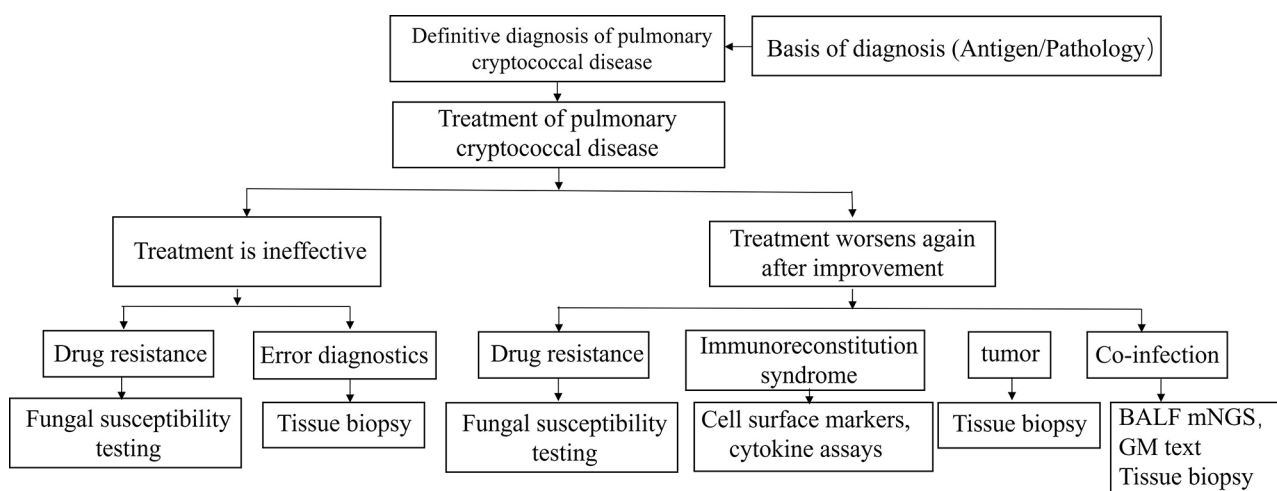 Definitive diagnosis of pulmonary
cryptococcal disease
Basis of diagnosis (Antigen/Pathology)
Treatment of pulmonary
cryptococcal disease
Treatment is ineffective
Treatment worsens again
after improvement
Drug resistance
Error diagnostics
Drug resistance
Immunoreconstitution
syndrome
tumor
Co-infection
Fungal susceptibility
testing
Tissue biopsy
Fungal susceptibility
testing
Cell surface markers,
cytokine assays
Tissue biopsy
BALF mNGS,
GM text
Tissue biopsy